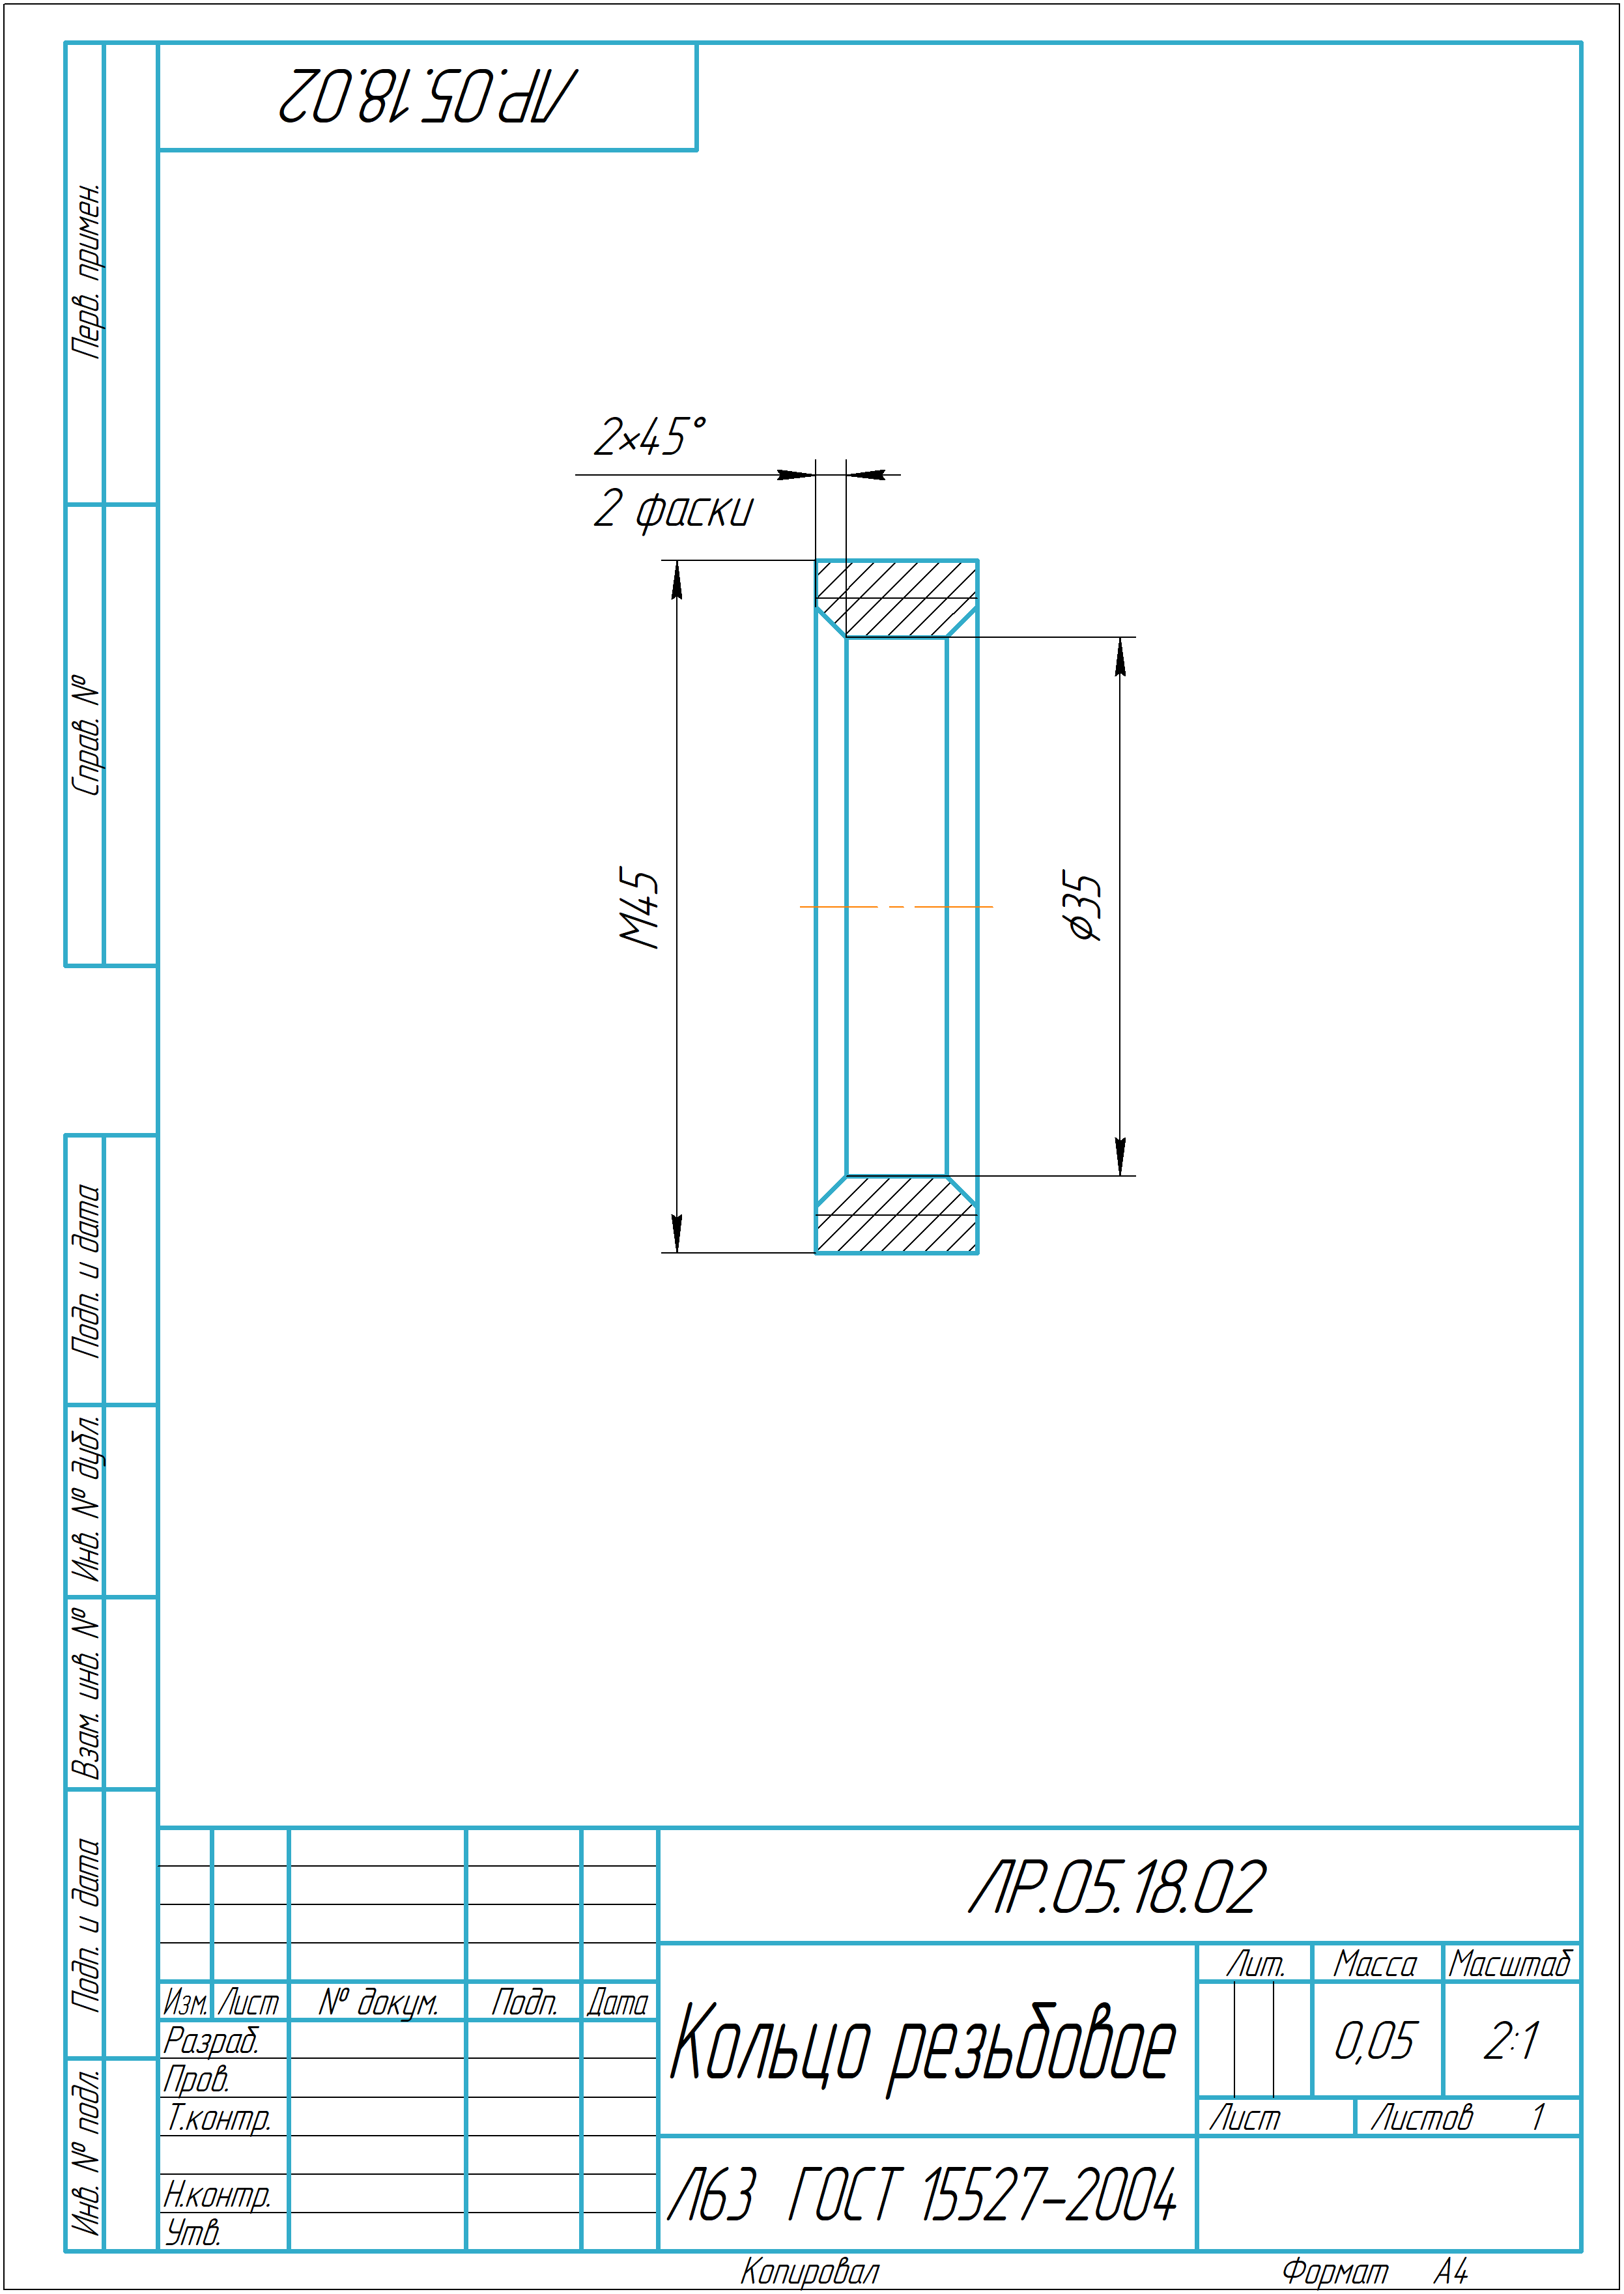 ЛР.05.18.02
Перв. примен.
Справ. №
Подп. и дата
Инв. № дубл.
Взам. инв. №
Подп. и дата
Инв. № подл.
2×45°
2 фаски
М45
⌀35
ЛР.05.18.02
Изм. Лист № докум. Подп. Дата
Разраб.
Пров.
Т.контр.
Н.контр.
Утв.
Кольцо резьбовое
Лит. Масса Масштаб
0,05 2:1
Лист Листов 1
Л63 ГОСТ 15527-2004
Копировал Формат А4